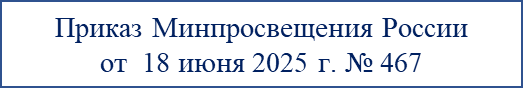 Приказ Минпросвещения России
от 18 июня 2025 г. № 467